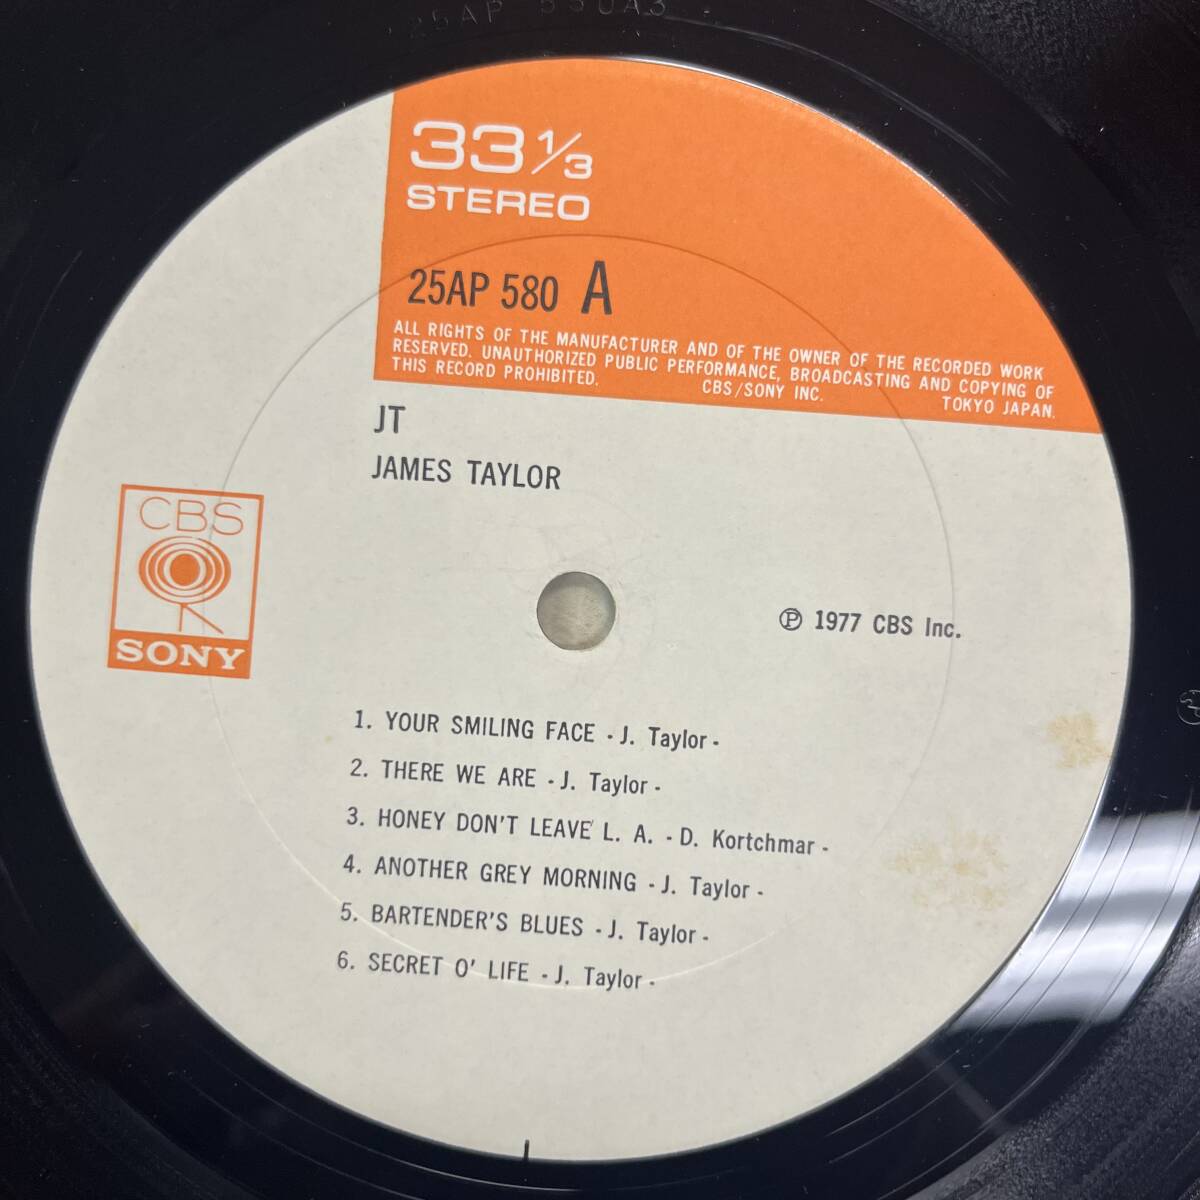 25AP 580A3
33 1/3
STEREO
25AP 580 A
ALL RIGHTS OF THE MANUFACTURER AND OF THE OWNER OF THE RECORDED WORK
RESERVED. UNAUTHORIZED PUBLIC PERFORMANCE, BROADCASTING AND COPYING OF
THIS RECORD PROHIBITED. CBS/SONY INC. TOKYO JAPAN.
JT
JAMES TAYLOR
CBS
SONY
Ⓟ 1977 CBS Inc.
1. YOUR SMILING FACE - J. Taylor -
2. THERE WE ARE - J. Taylor -
3. HONEY DON'T LEAVE L. A. - D. Kortchmar -
4. ANOTHER GREY MORNING - J. Taylor -
5. BARTENDER'S BLUES - J. Taylor -
6. SECRET O' LIFE - J. Taylor -